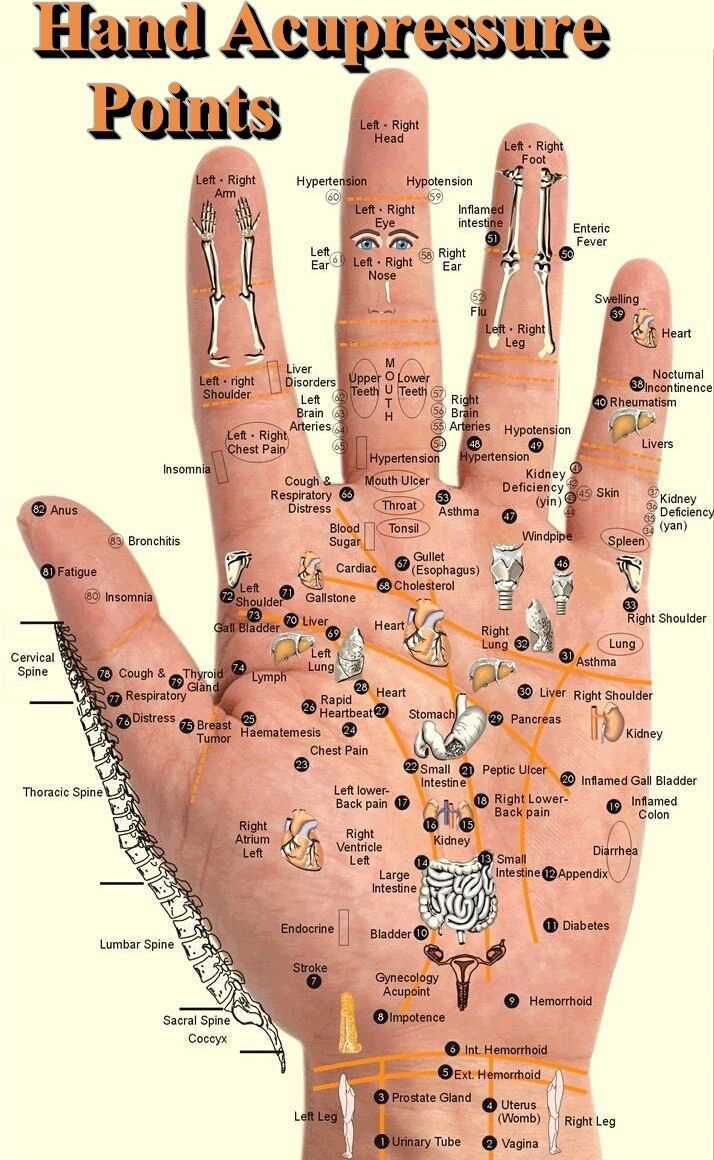 Hand Acupressure
Points
Left • Right
Head
Left • Right
Foot
Left • Right
Arm
Hypertension
60
Hypotension
59
Left • Right
Eye
Inflamed
intestine
51
Enteric
Fever
50
Left
Ear
61
Left • Right
Nose
58
Right
Ear
52
Flu
Swelling
39
Heart
Left • Right
Leg
Left • right
Shoulder
Liver
Disorders
Upper
Teeth
MOUTH
Lower
Teeth
38
Nocturnal
Incontinence
40 Rheumatism
Livers
Left
Brain
Arteries
62
63
64
65
57
56
55
54
Right
Brain
Arteries
Left • Right
Chest Pain
48
Hypertension
Hypotension
49
Hypertension
Insomnia
Mouth Ulcer
Cough &
Respiratory
Distress
66
53
Asthma
Throat
Tonsil
Blood
Sugar
47
Kidney
Deficiency
(yin)
41
42
43
44
45 Skin
37
36
35
34
Kidney
Deficiency
(yan)
Spleen
Windpipe
46
82 Anus
83 Bronchitis
81 Fatigue
80 Insomnia
67 Gullet
(Esophagus)
Cardiac
68 Cholesterol
72 Left
Shoulder
71
Gallstone
33
Right Shoulder
73
Gall Bladder
70 Liver
69
Heart
Left
Lung
Right
Lung
32
Lung
31
Asthma
Cervical
Spine
78 Cough &
77 Respiratory
76 Distress
79
Thyroid
Gland
74
Lymph
75 Breast
Tumor
28
Heart
27
26
Rapid
Heartbeat
25
Haematemesis
24
Chest Pain
23
Stomach
30 Liver
29 Pancreas
Right Shoulder
Kidney
22 Small
Intestine
21 Peptic Ulcer
20 Inflamed Gall Bladder
Thoracic Spine
Left lower-
Back pain
17
18 Right Lower-
Back pain
19 Inflamed
Colon
Right
Atrium
Left
Right
Ventricle
Left
16
15
Kidney
Diarrhea
14
Large
Intestine
13 Small
Intestine
12 Appendix
Endocrine
Bladder 10
11 Diabetes
Lumbar Spine
Stroke
7
Gynecology
Acupoint
9 Hemorrhoid
8 Impotence
Sacral Spine
Coccyx
6 Int. Hemorrhoid
5 Ext. Hemorrhoid
3 Prostate Gland
4 Uterus
(Womb)
Left Leg
Right Leg
1 Urinary Tube
2 Vagina